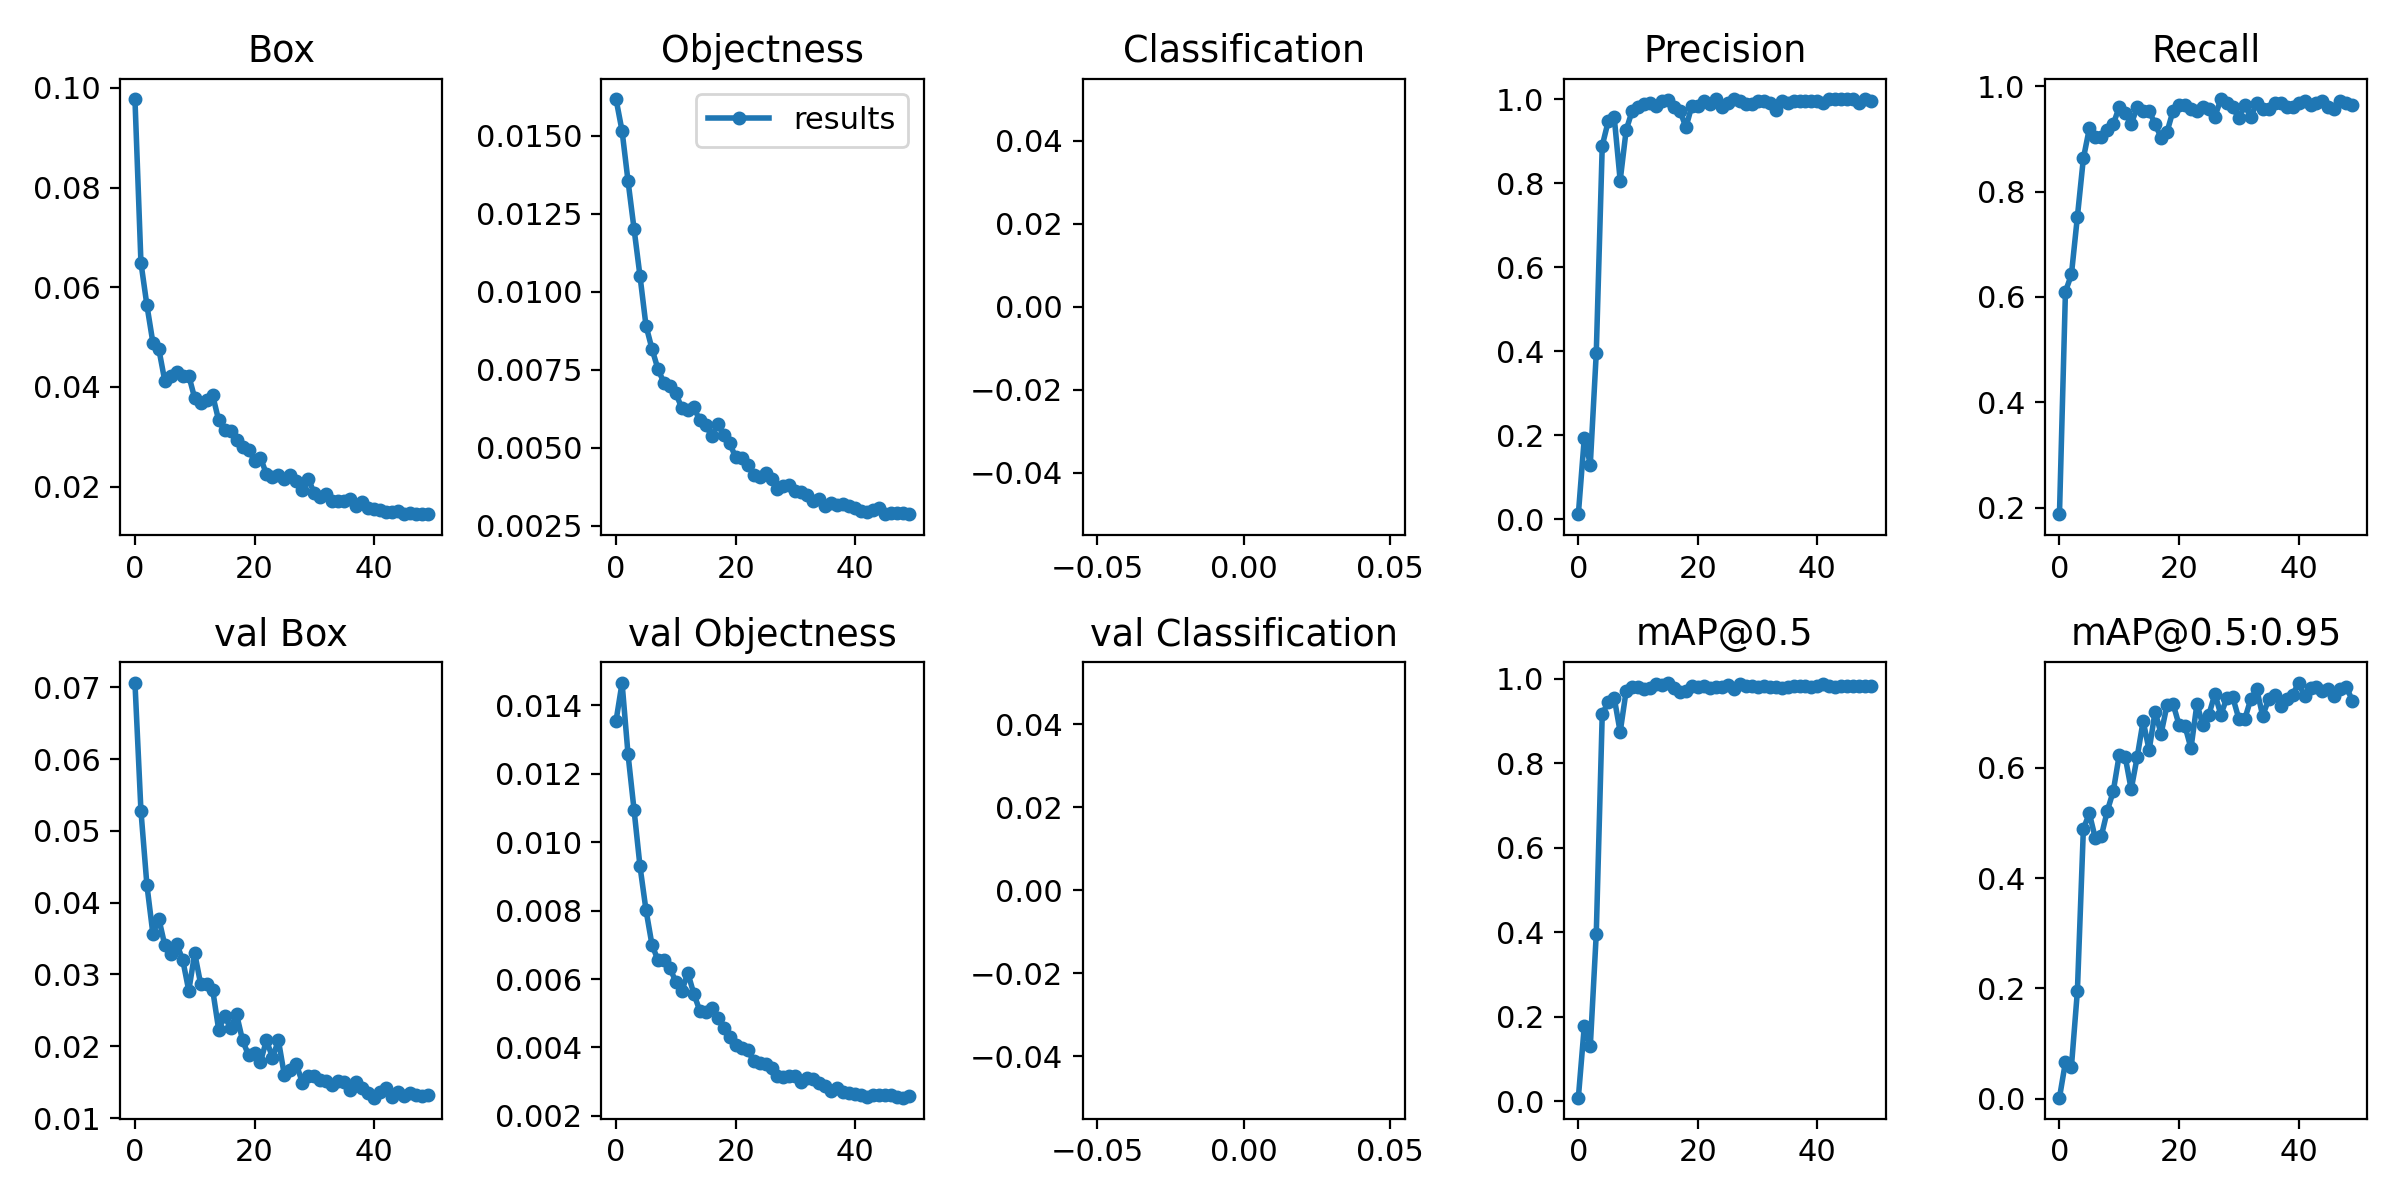 Box
0.10
0.08
0.06
0.04
0.02
0 20 40
Objectness
results
0.0150
0.0125
0.0100
0.0075
0.0050
0.0025
0 20 40
Classification
0.04
0.02
0.00
−0.02
−0.04
−0.05 0.00 0.05
Precision
1.0
0.8
0.6
0.4
0.2
0.0
0 20 40
Recall
1.0
0.8
0.6
0.4
0.2
0 20 40
val Box
0.07
0.06
0.05
0.04
0.03
0.02
0.01
0 20 40
val Objectness
0.014
0.012
0.010
0.008
0.006
0.004
0.002
0 20 40
val Classification
0.04
0.02
0.00
−0.02
−0.04
−0.05 0.00 0.05
mAP@0.5
1.0
0.8
0.6
0.4
0.2
0.0
0 20 40
mAP@0.5:0.95
0.6
0.4
0.2
0.0
0 20 40